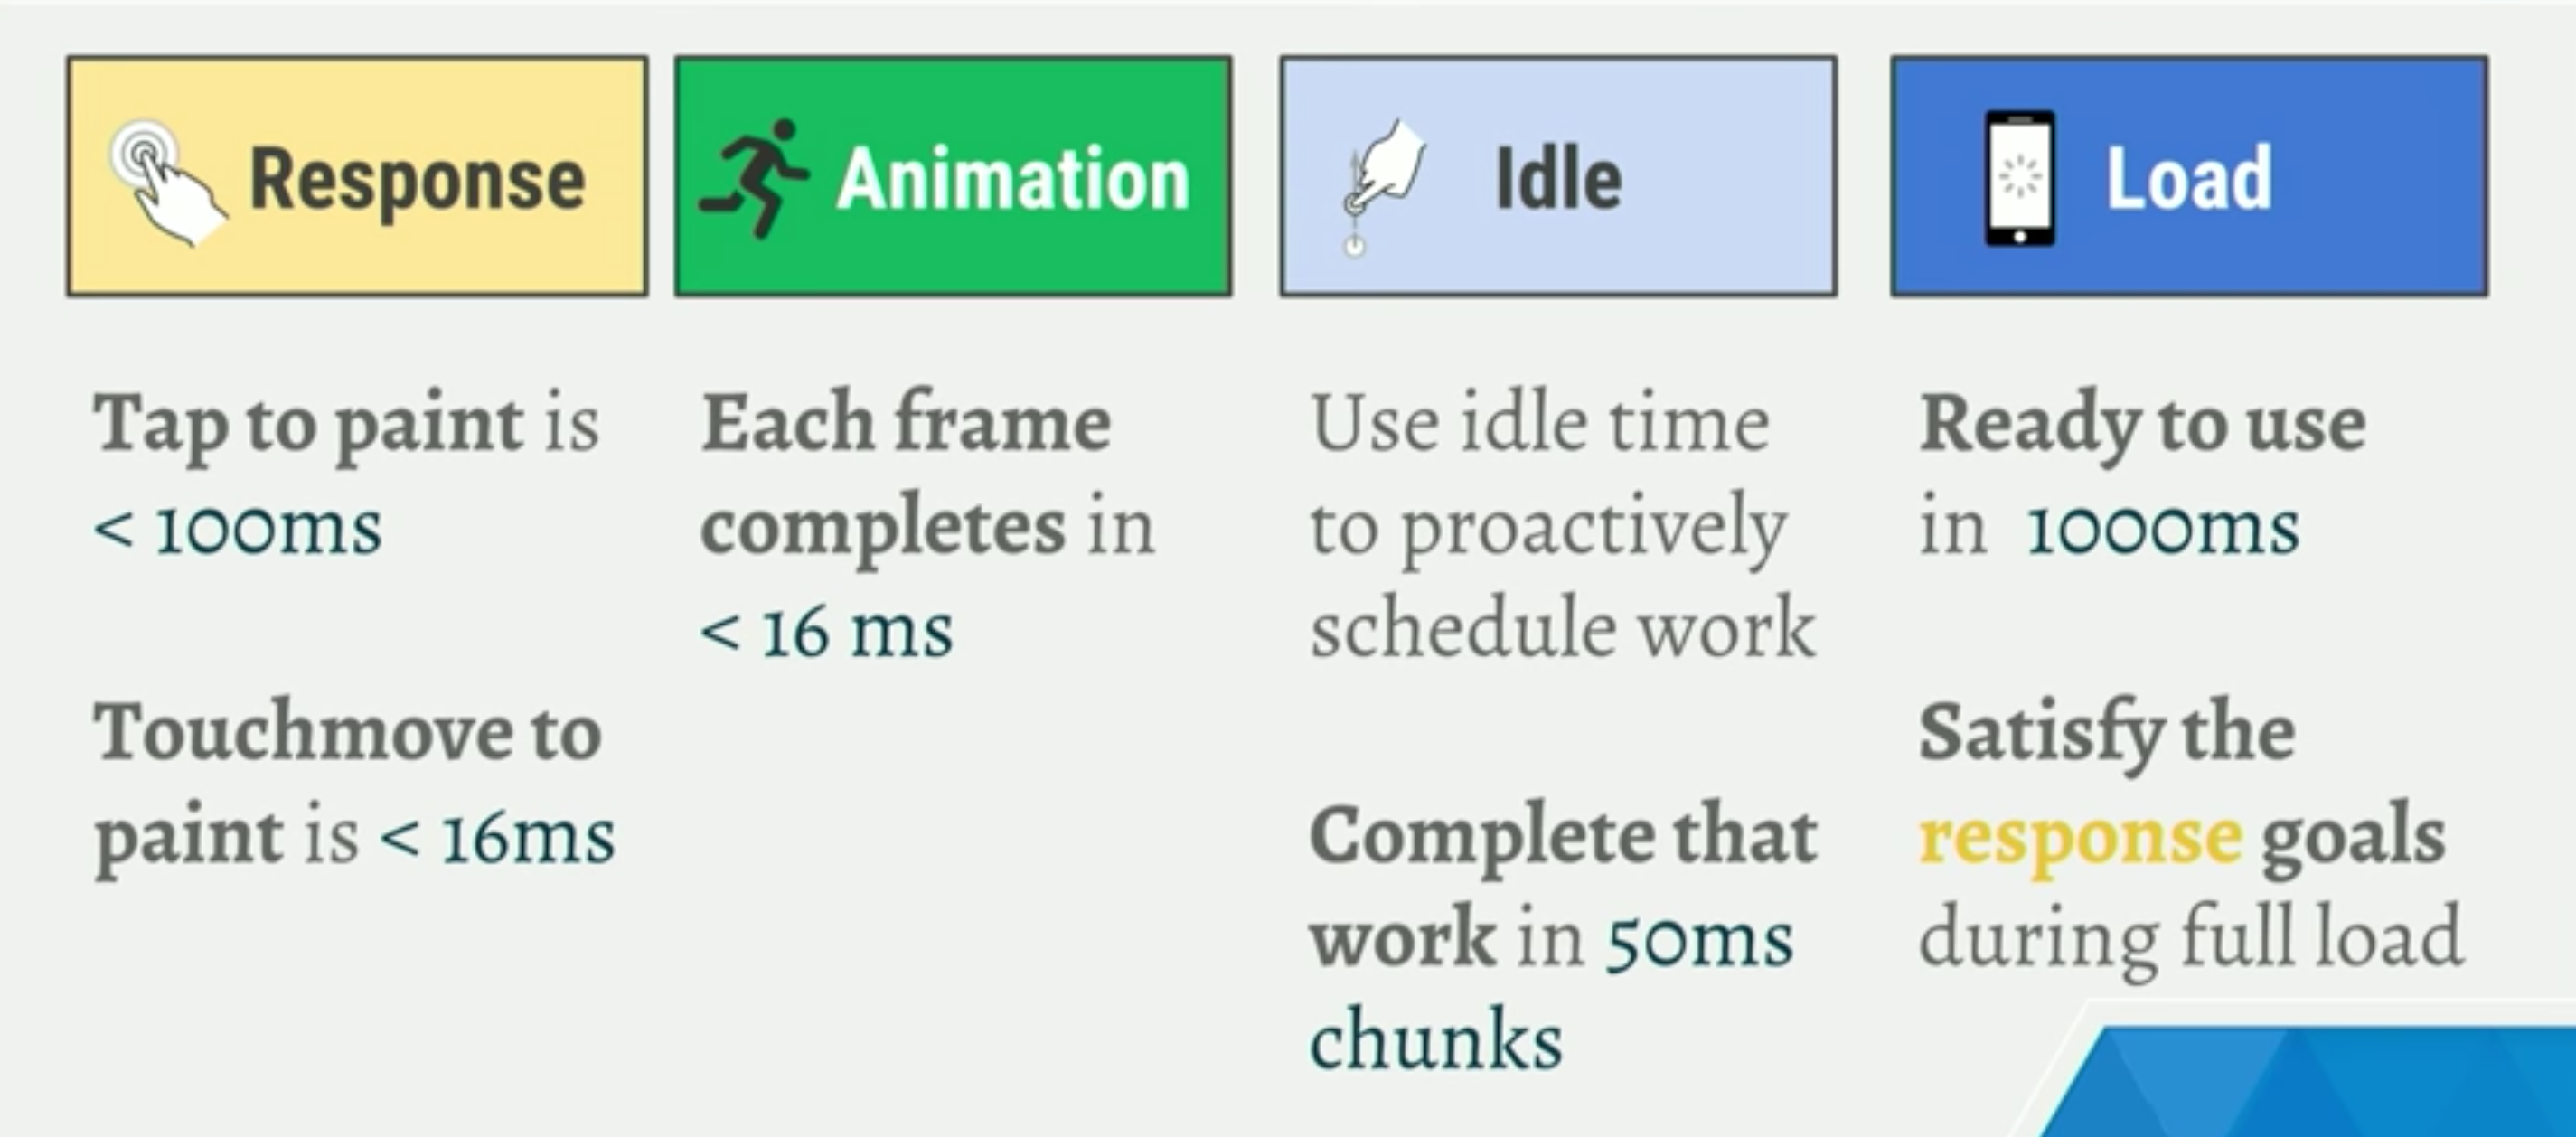 Response
Tap to paint is
< 100ms
Touchmove to
paint is < 16ms
Animation
Each frame
completes in
< 16 ms
Idle
Use idle time
to proactively
schedule work
Complete that
work in 50ms
chunks
Load
Ready to use
in 1000ms
Satisfy the
response goals
during full load